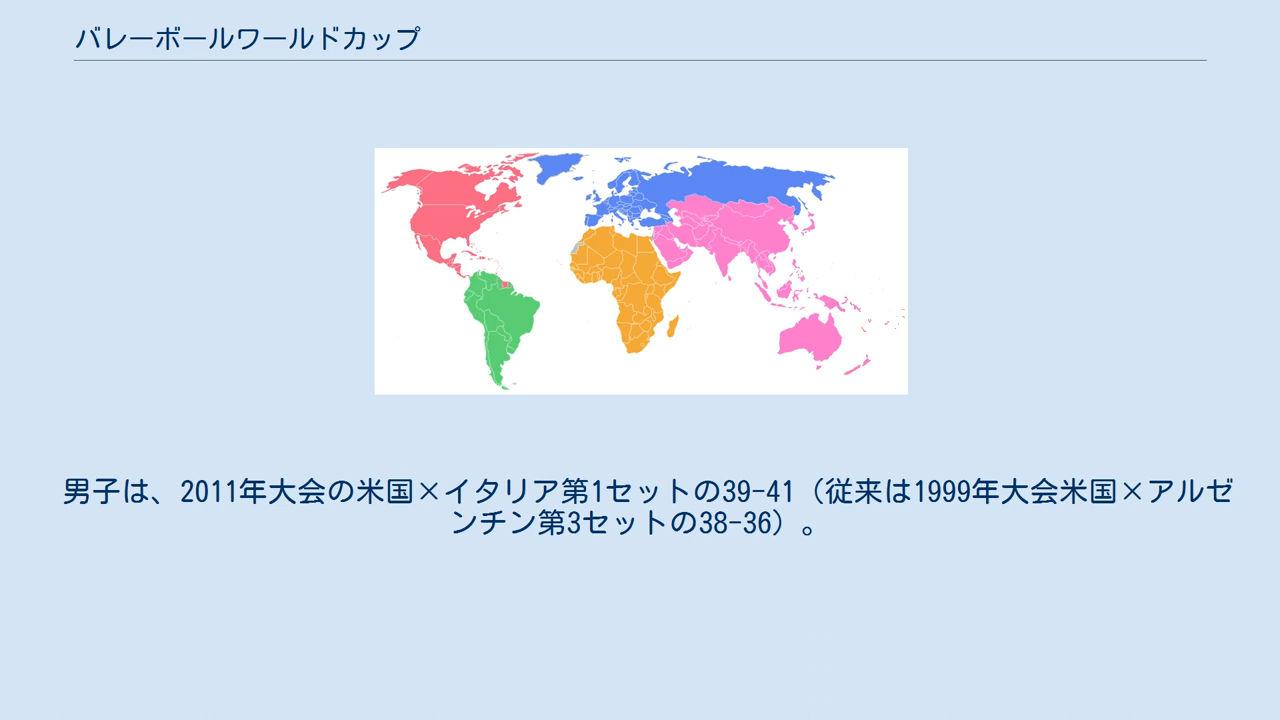 バレーボールワールドカップ
男子は、2011年大会の米国×イタリア第1セットの39-41（従来は1999年大会米国×アルゼ
ンチン第3セットの38-36）。